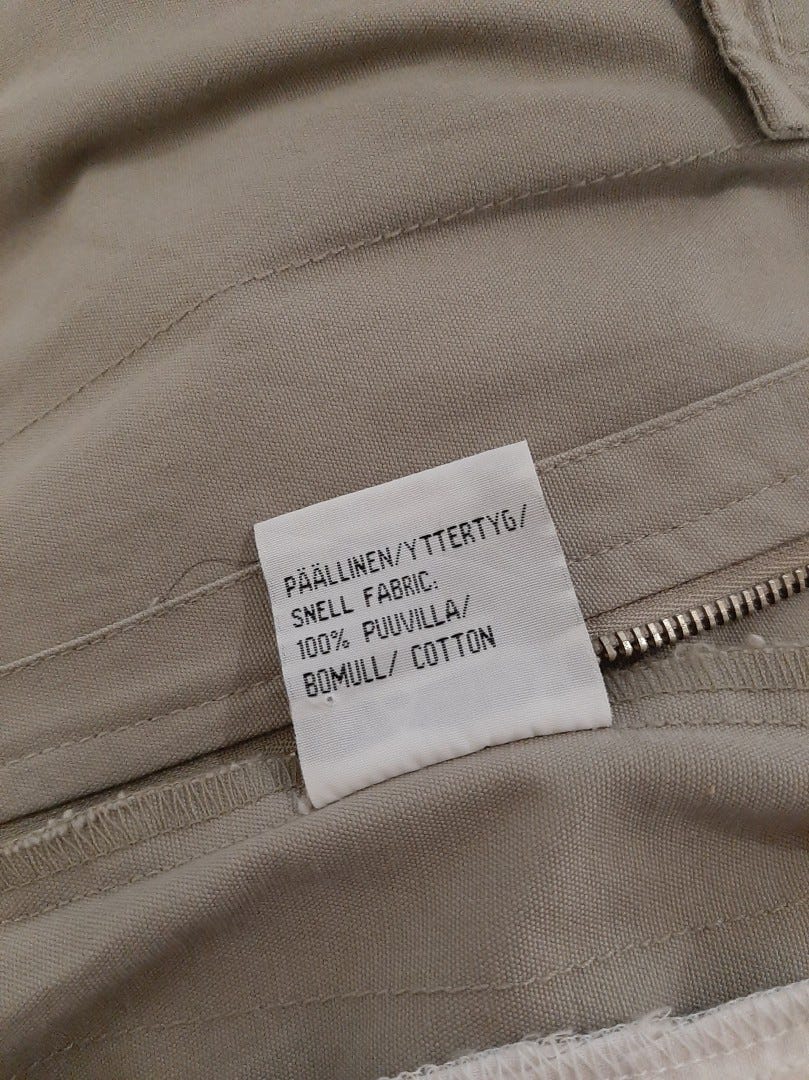 PÄÄLLINEN/YTTERTYG/
SNELL FABRIC:
100% PUUVILLA/
BOMULL/ COTTON